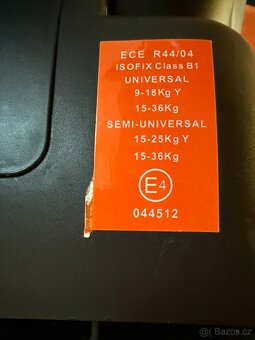 ECE R44/04
ISOFIX Class B1
UNIVERSAL
9-18Kg Y
15-36Kg
SEMI-UNIVERSAL
15-25Kg Y
15-36Kg
E4
044512
Bazos.cz